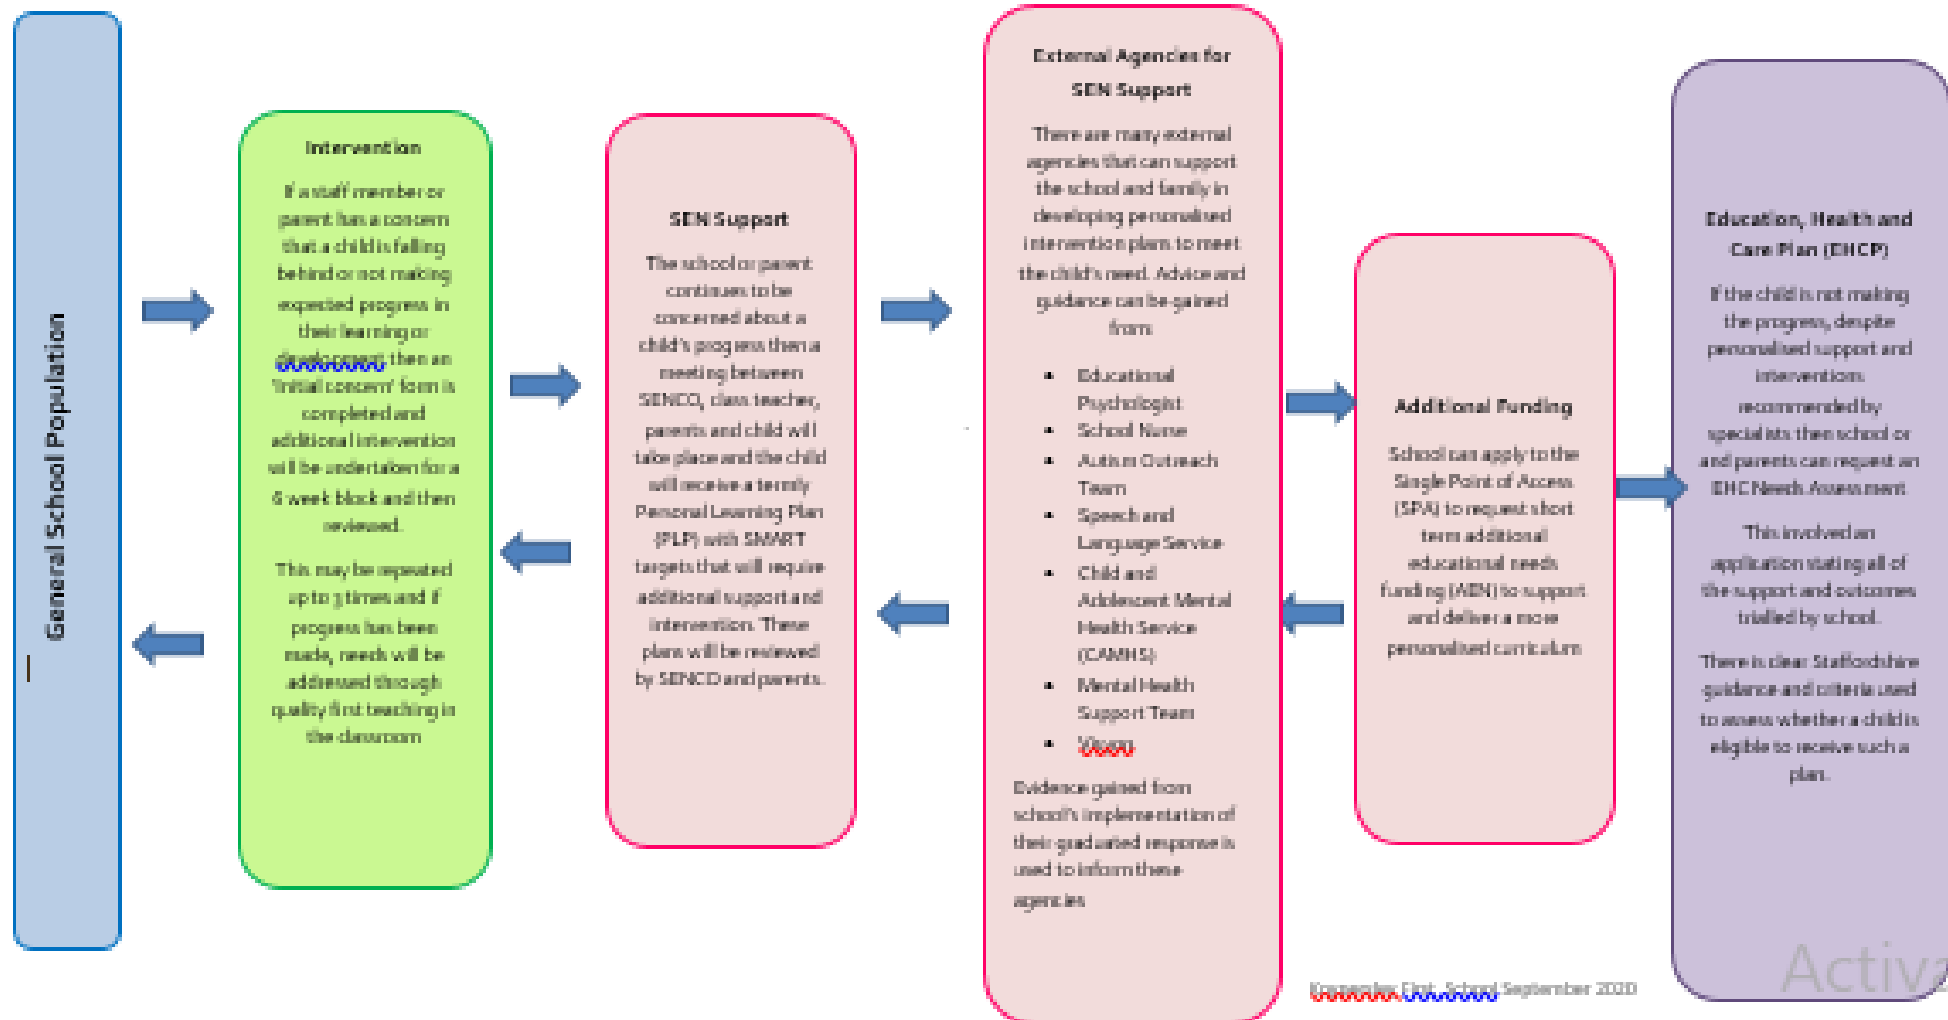 General School Population
Intervention
If a staff member or
parent has a concern
that a child is falling
behind or not making
expected progress in
their learning or
development then an
'Initial concern' form is
completed and
additional intervention
will be undertaken for a
6 week block and then
reviewed.
This may be repeated
up to 3 times and if
progress has been
made, needs will be
addressed through
quality first teaching in
the classroom
SEN Support
The school or parent
continues to be
concerned about a
child's progress then a
meeting between
SENCO, class teacher,
parents and child will
take place and the child
will receive a termly
Personal Learning Plan
(PLP) with SMART
targets that will require
additional support and
intervention. These
plans will be reviewed
by SENCO and parents.
External Agencies for
SEN Support
There are many external
agencies that can support
the school and family in
developing personalised
intervention plans to meet
the child's need. Advice and
guidance can be gained
from:
• Educational
Psychologist
• School Nurse
• Autism Outreach
Team
• Speech and
Language Service
• Child and
Adolescent Mental
Health Service
(CAMHS)
• Mental Health
Support Team
•
Evidence gained from
school's implementation of
their graduated response is
used to inform these
agencies
Additional Funding
School can apply to the
Single Point of Access
(SPA) to request short
term additional
educational needs
funding (AEN) to support
and deliver a more
personalised curriculum
Education, Health and
Care Plan (EHCP)
If the child is not making
the progress, despite
personalised support and
interventions
recommended by
specialists then school or
and parents can request an
EHC Needs Assessment
This involved an
application stating all of
the support and outcomes
trialled by school.
There is clear Staffordshire
guidance and criteria used
to assess whether a child is
eligible to receive such a
plan.
First School September 2020
Activa